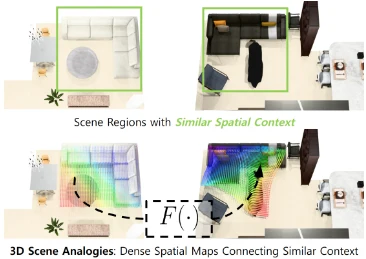 Scene Regions with Similar Spatial Context
F(·)
3D Scene Analogies: Dense Spatial Maps Connecting Similar Context